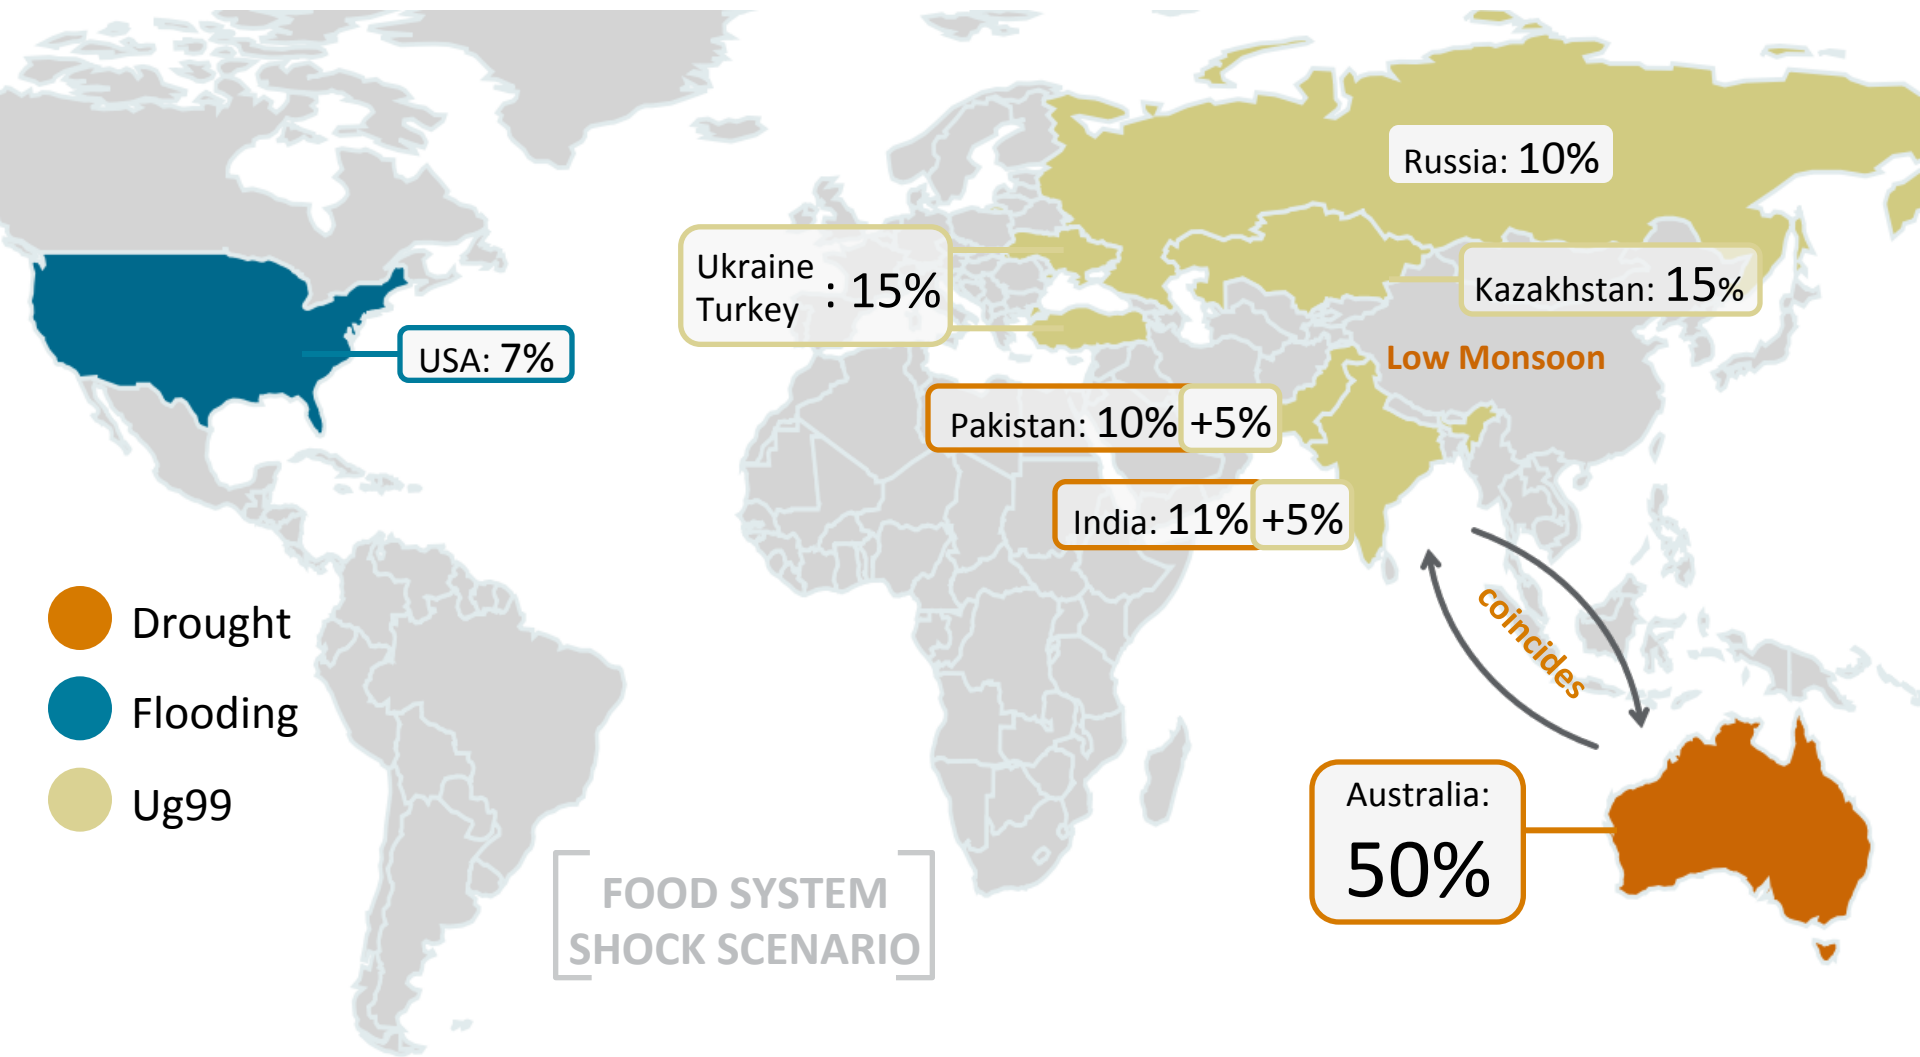 Russia: 10%
Ukraine
Turkey
: 15%
Kazakhstan: 15%
USA: 7%
Low Monsoon
Pakistan: 10% +5%
India: 11% +5%
coincides
Drought
Flooding
Ug99
Australia:
50%
FOOD SYSTEM
SHOCK SCENARIO